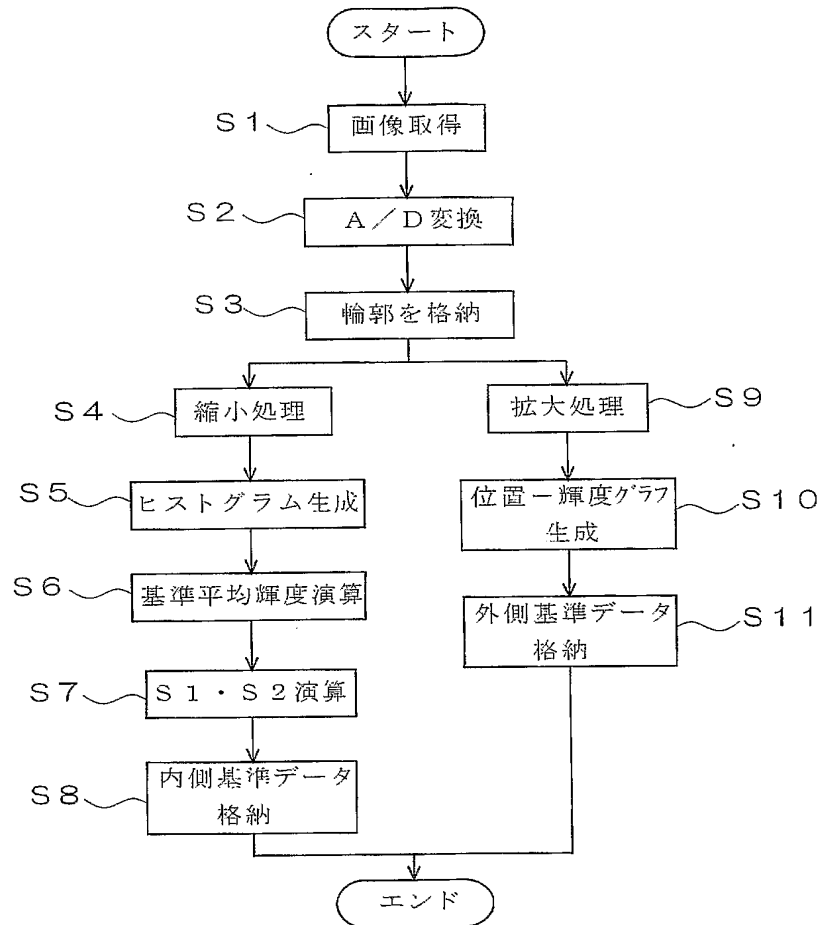 スタート
S1
画像取得
S2
A/D変換
S3
輪郭を格納
S4
縮小処理
S5
ヒストグラム生成
S6
基準平均輝度演算
S7
S1・S2演算
S8
内側基準データ
格納
拡大処理
S9
位置-輝度グラフ
生成
S10
外側基準データ
格納
S11
エンド